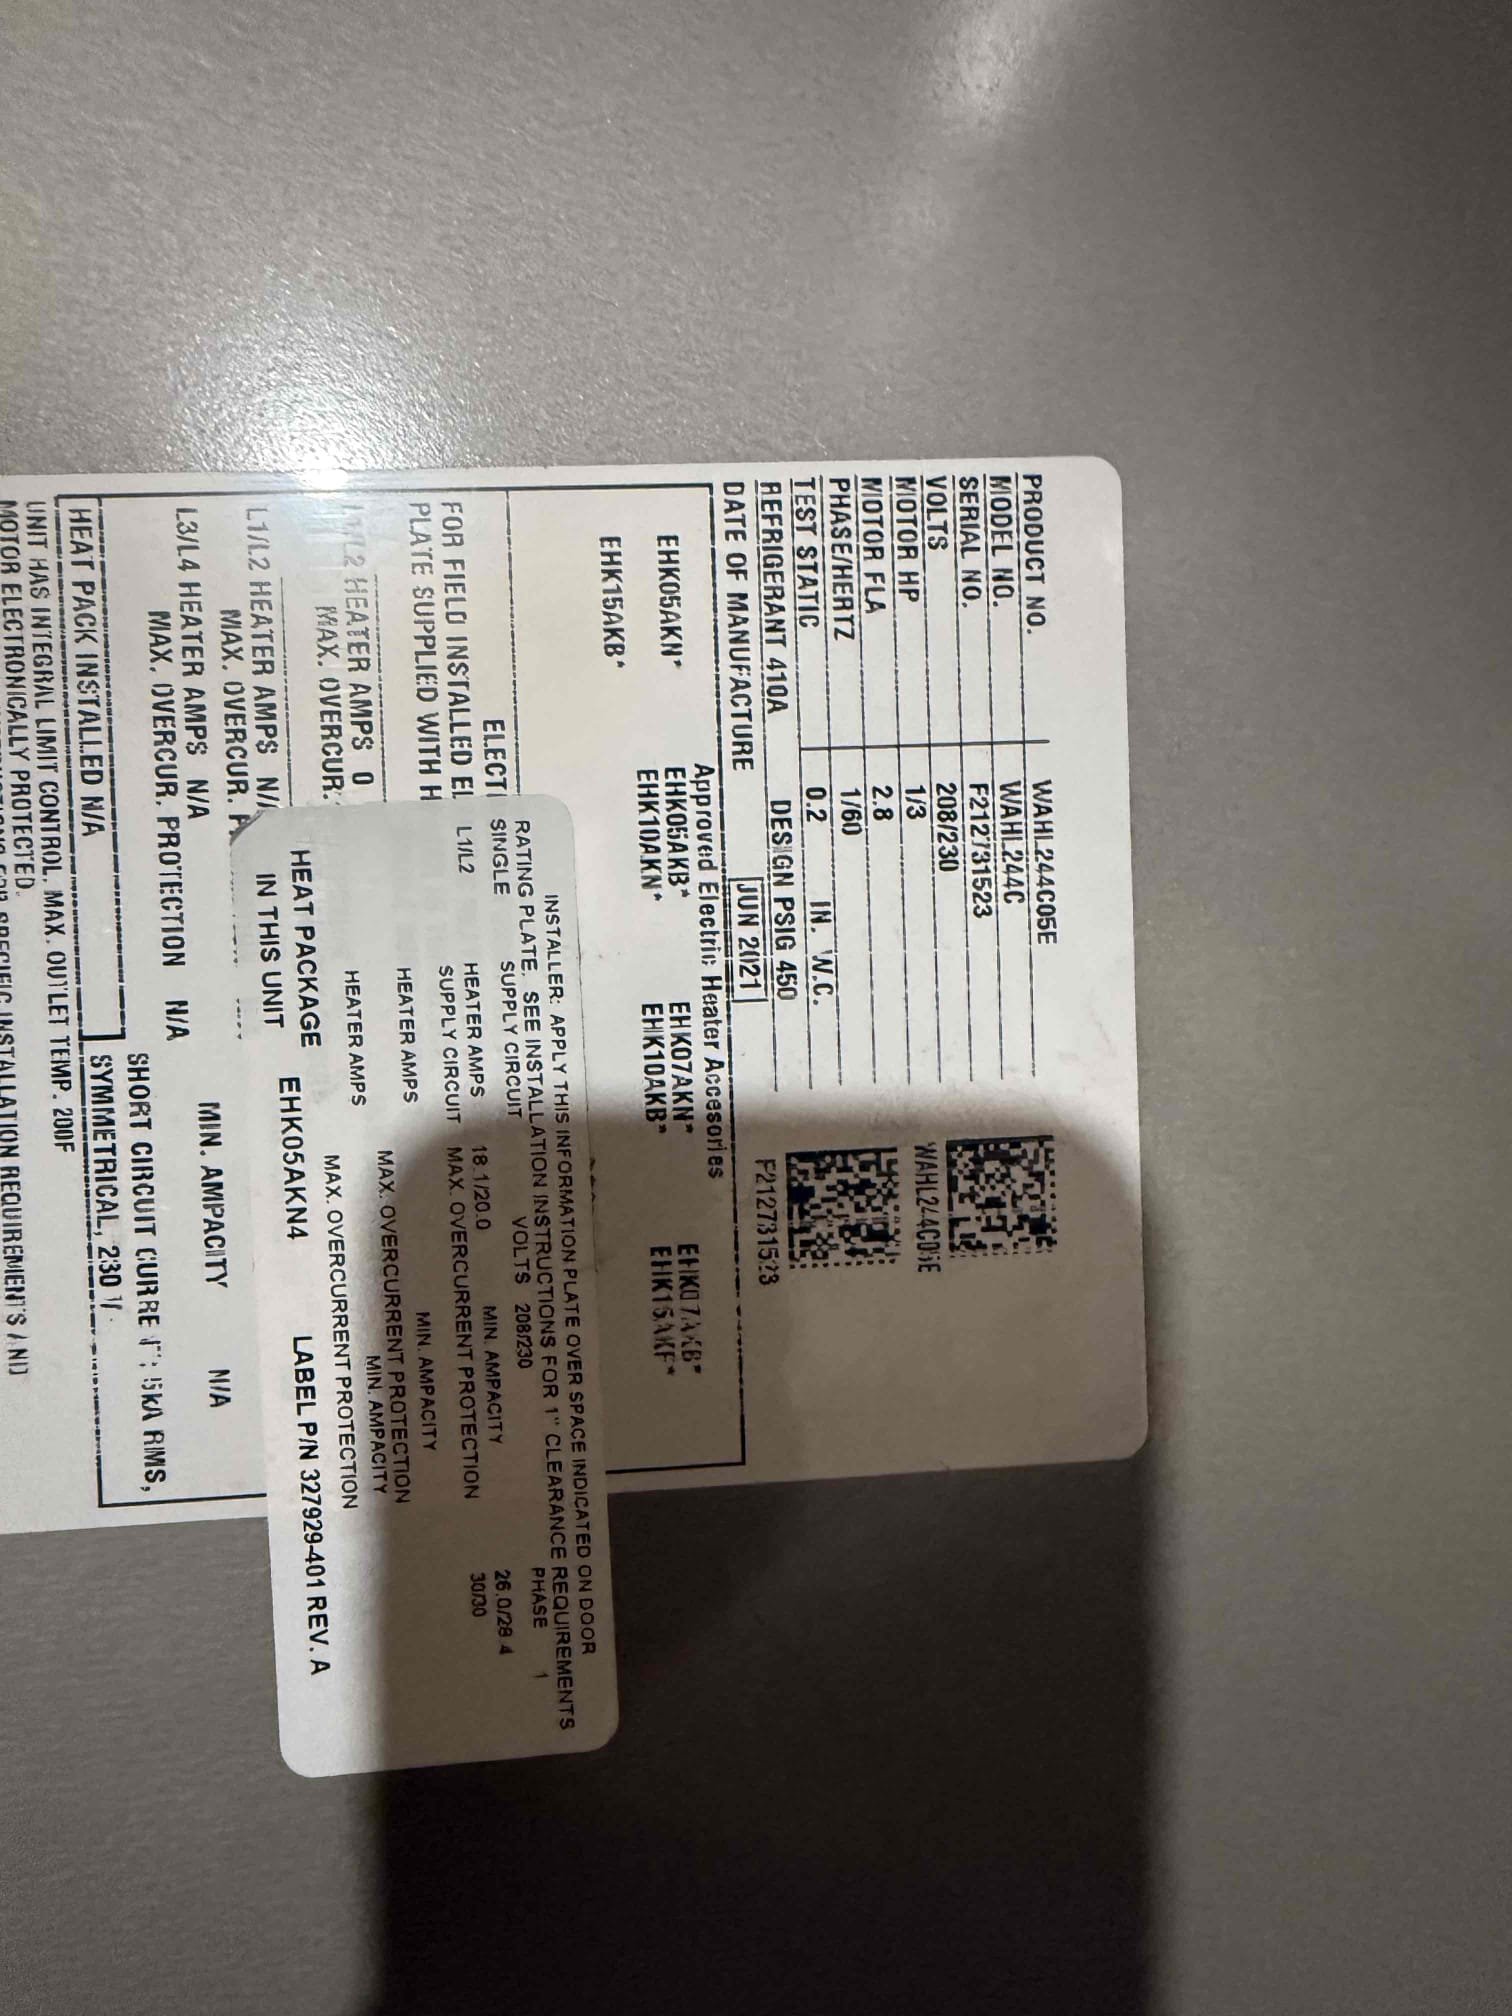 PRODUCT NO. WAHL244C05E
MODEL NO. WAHL244C
SERIAL NO. F212731523
VOLTS 208/230
MOTOR HP 1/3
MOTOR FLA 2.8
PHASE/HERTZ 1/60
TEST STATIC 0.2 IN. W.C.
REFRIGERANT 410A DESIGN PSIG 450
DATE OF MANUFACTURE JUN 2021
WAHL244C05E
F212731523
Approved Electric Heater Accesories
EHK05AKN* EHK05AKB* EHK07AKN* EHK07AKB*
EHK10AKN* EHK10AKB*
EHK15AKB*
FOR FIELD INSTALLED
PLATE SUPPLIED WITH
HEATER AMPS 0
MAX. OVERCUR.
L1/L2 HEATER AMPS
MAX. OVERCUR.
L3/L4 HEATER AMPS N/A MIN. AMPACITY N/A
MAX. OVERCUR. PROTECTION N/A
SHORT CIRCUIT RMS,
HEAT PACK INSTALLED N/A SYMMETRICAL, 230
UNIT HAS INTEGRAL LIMIT CONTROL. MAX. OUTLET TEMP. 200F
MOTOR ELECTRONICALLY PROTECTED.
SPECIFIC INSTALLATION REQUIREMENTS AND
INSTALLER: APPLY THIS INFORMATION PLATE OVER SPACE INDICATED ON DOOR
RATING PLATE. SEE INSTALLATION INSTRUCTIONS FOR 1" CLEARANCE REQUIREMENTS
SINGLE SUPPLY CIRCUIT VOLTS 208/230 PHASE 1
L1/L2 HEATER AMPS 18.1/20.0 MIN. AMPACITY 26.0/28.4
SUPPLY CIRCUIT MAX. OVERCURRENT PROTECTION 30/30
HEATER AMPS MIN. AMPACITY
MAX. OVERCURRENT PROTECTION
HEATER AMPS MIN. AMPACITY
MAX. OVERCURRENT PROTECTION
HEAT PACKAGE EHK05AKN4 LABEL P/N 327929-401 REV. A
IN THIS UNIT